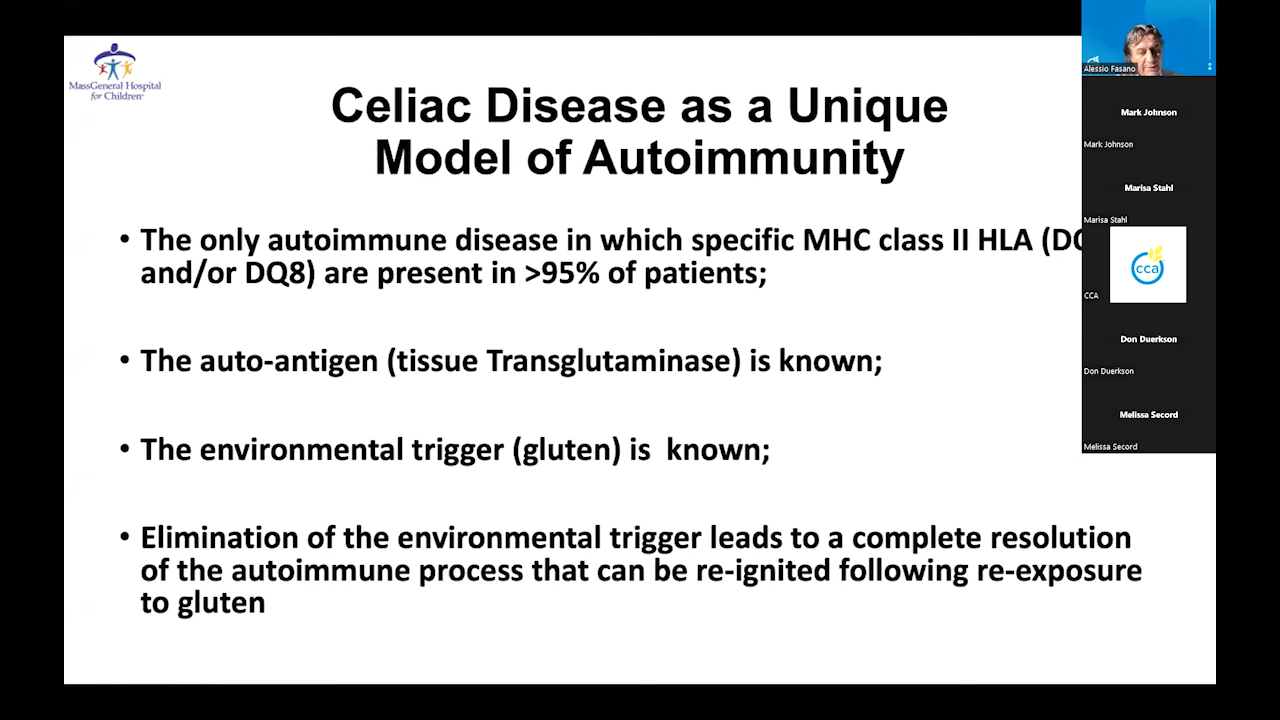 MassGeneral Hospital
for Children
Celiac Disease as a Unique
Model of Autoimmunity
• The only autoimmune disease in which specific MHC class II HLA
and/or DQ8) are present in >95% of patients;
• The auto-antigen (tissue Transglutaminase) is known;
• The environmental trigger (gluten) is known;
• Elimination of the environmental trigger leads to a complete resolution
of the autoimmune process that can be re-ignited following re-exposure
to gluten
Alessio Fasano
Mark Johnson
Mark Johnson
Marisa Stahl
Marisa Stahl
cca
CCA
Don Duerkson
Don Duerkson
Melissa Secord
Melissa Secord